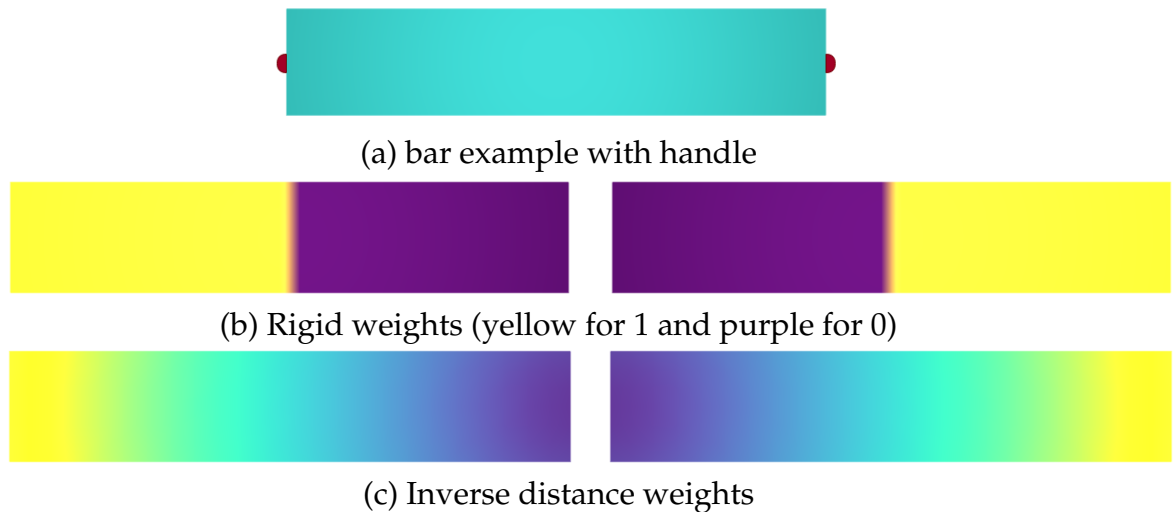 (a) bar example with handle
(b) Rigid weights (yellow for 1 and purple for 0)
(c) Inverse distance weights